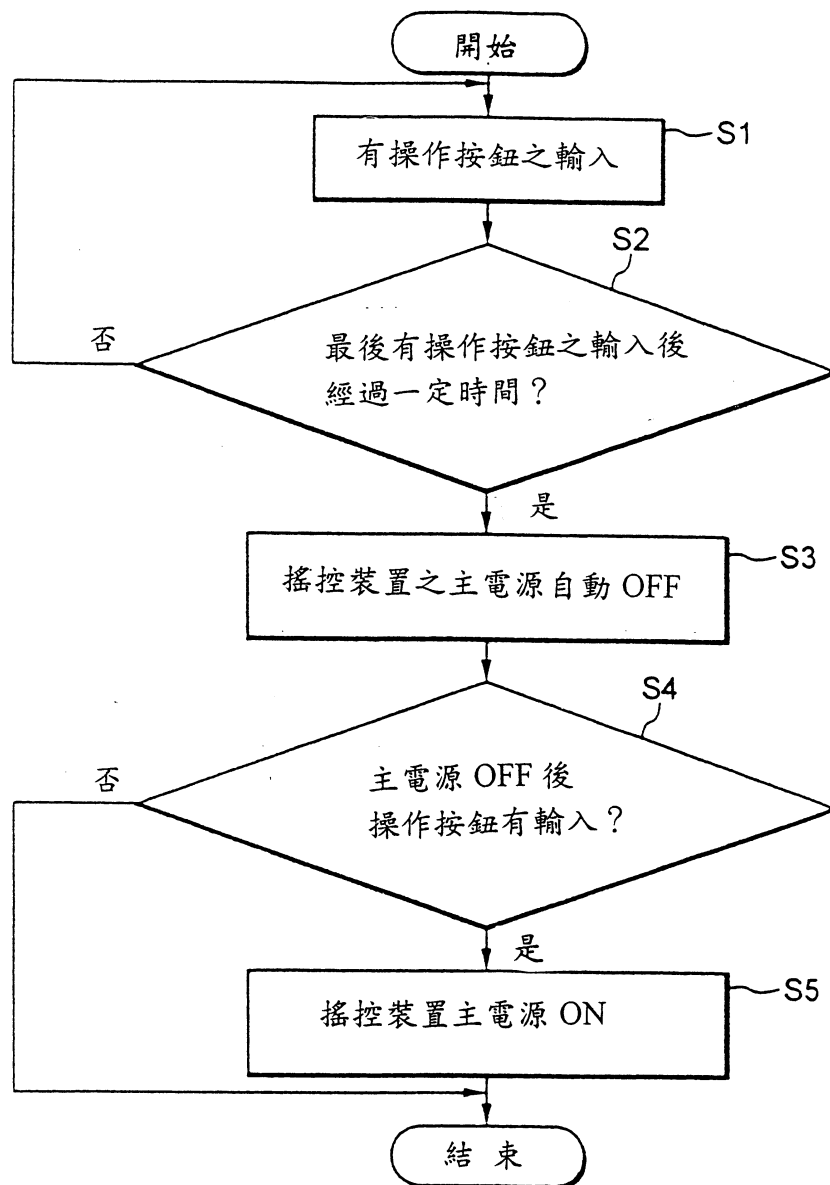 開始
有操作按鈕之輸入
S1
S2
否
最後有操作按鈕之輸入後
經過一定時間？
是
搖控裝置之主電源自動 OFF
S3
S4
否
主電源 OFF 後
操作按鈕有輸入？
是
搖控裝置主電源 ON
S5
結 束